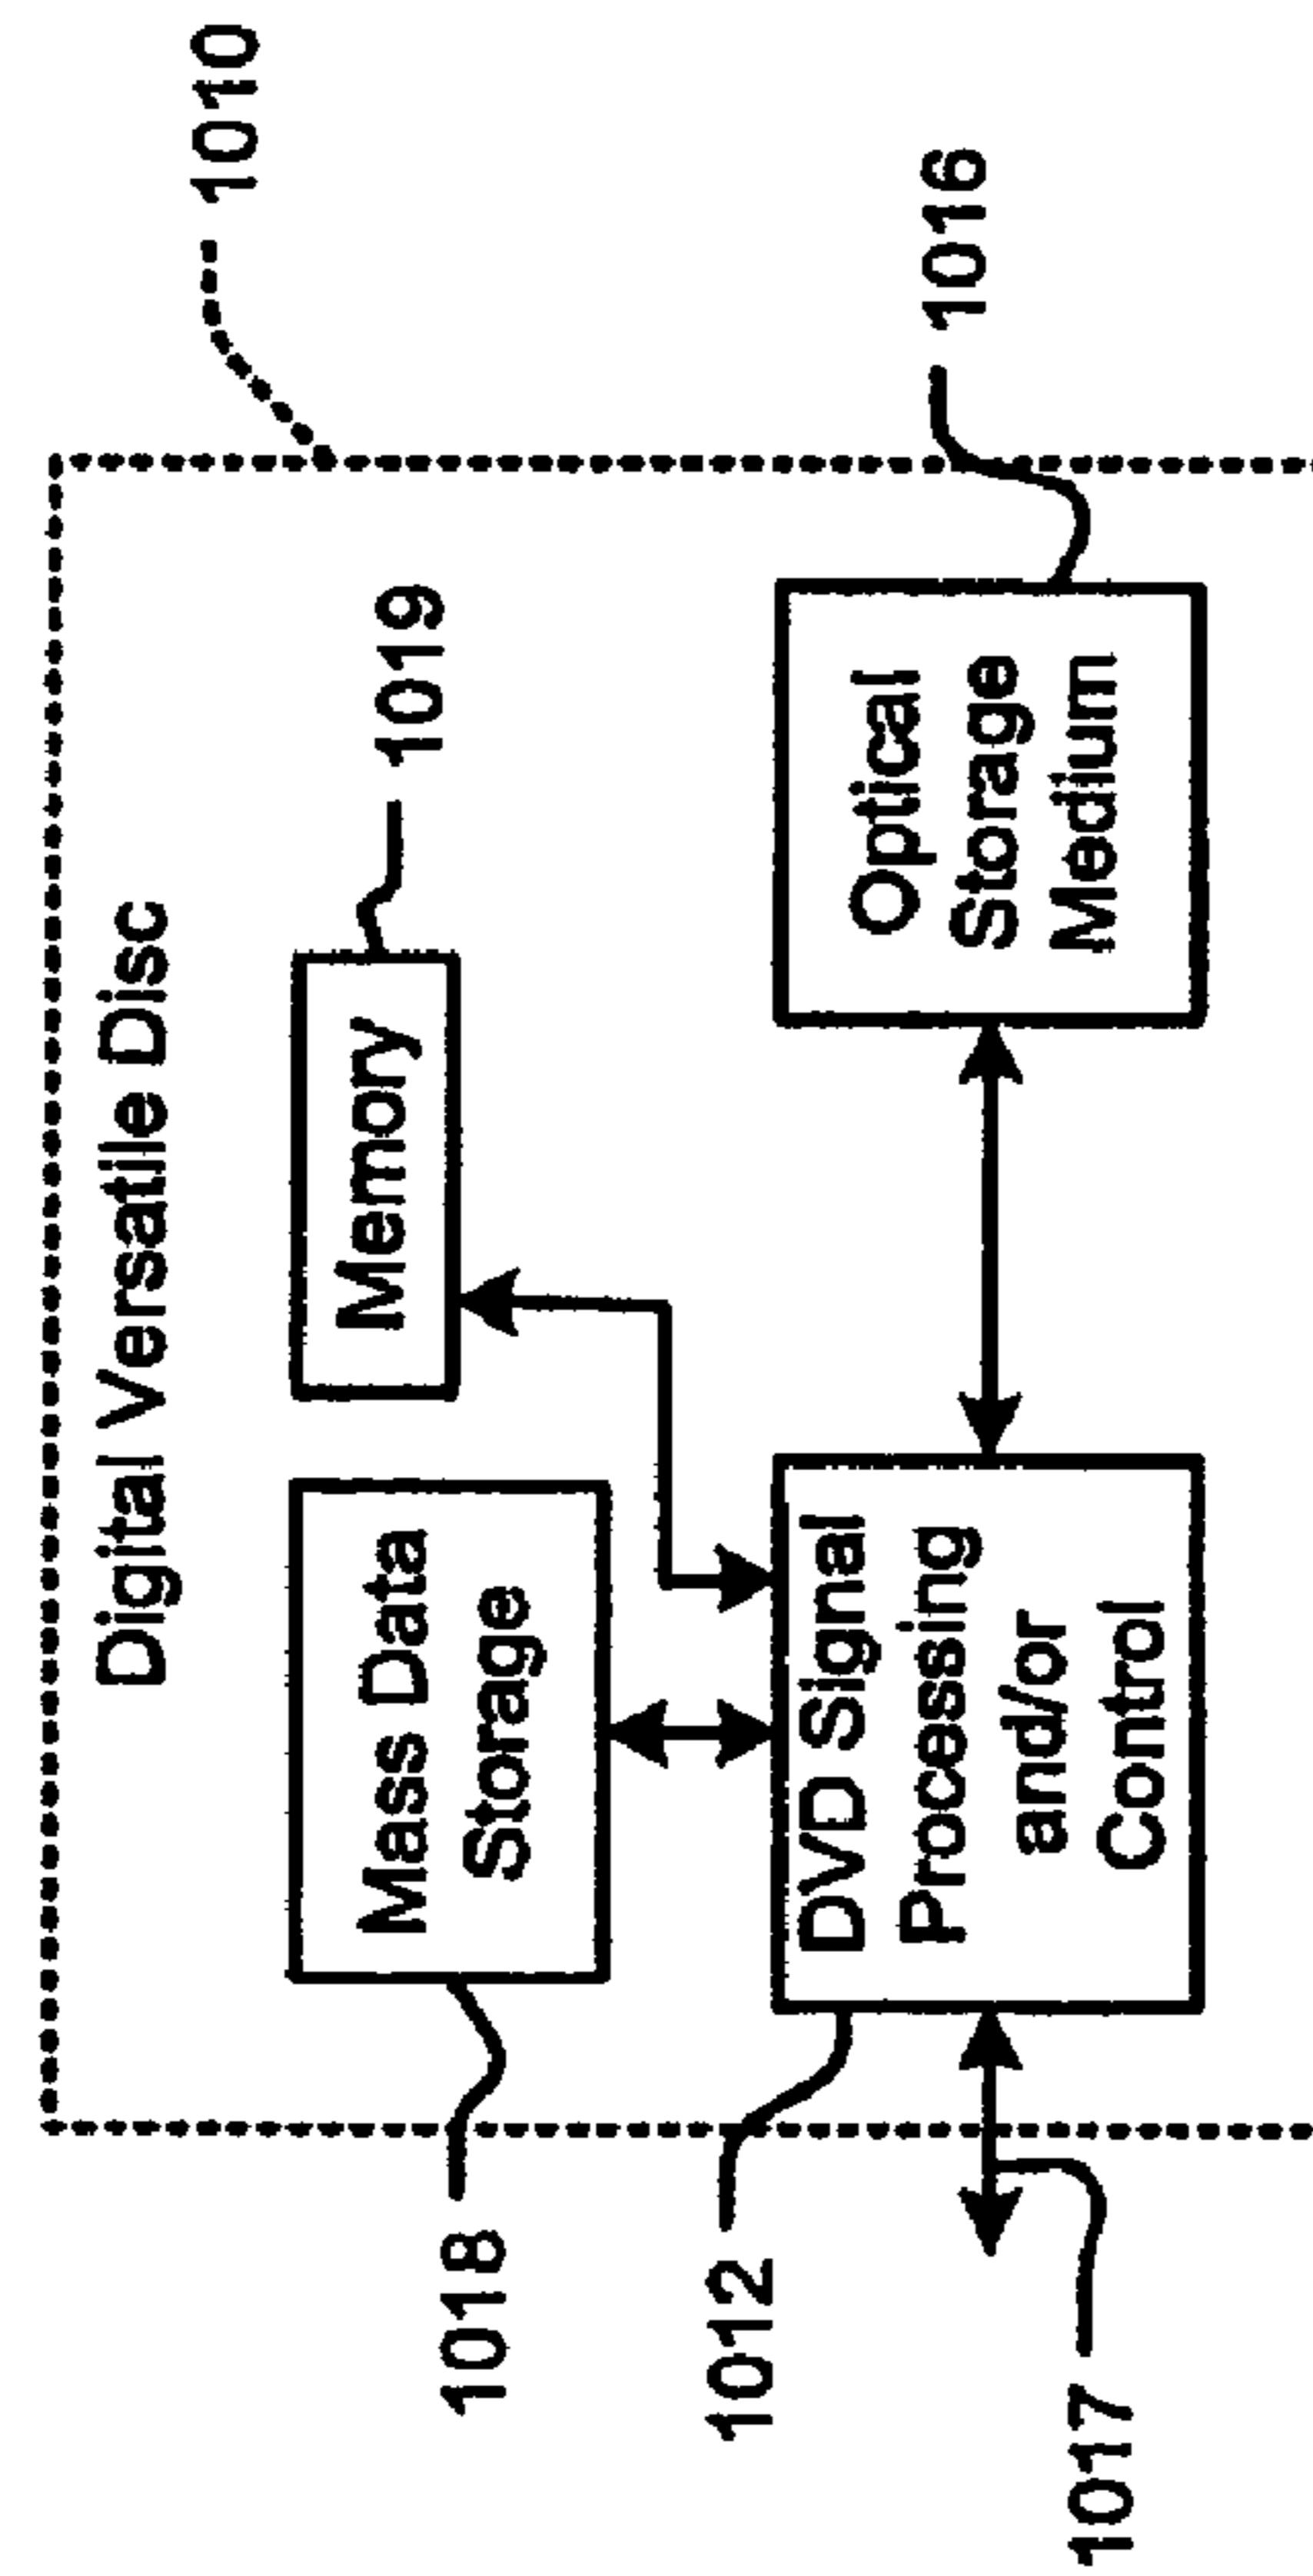 Digital Versatile Disc
1010
Mass Data
Storage
Memory
1019
1018
DVD Signal
Processing
and/or
Control
1012
Optical
Storage
Medium
1016
1017